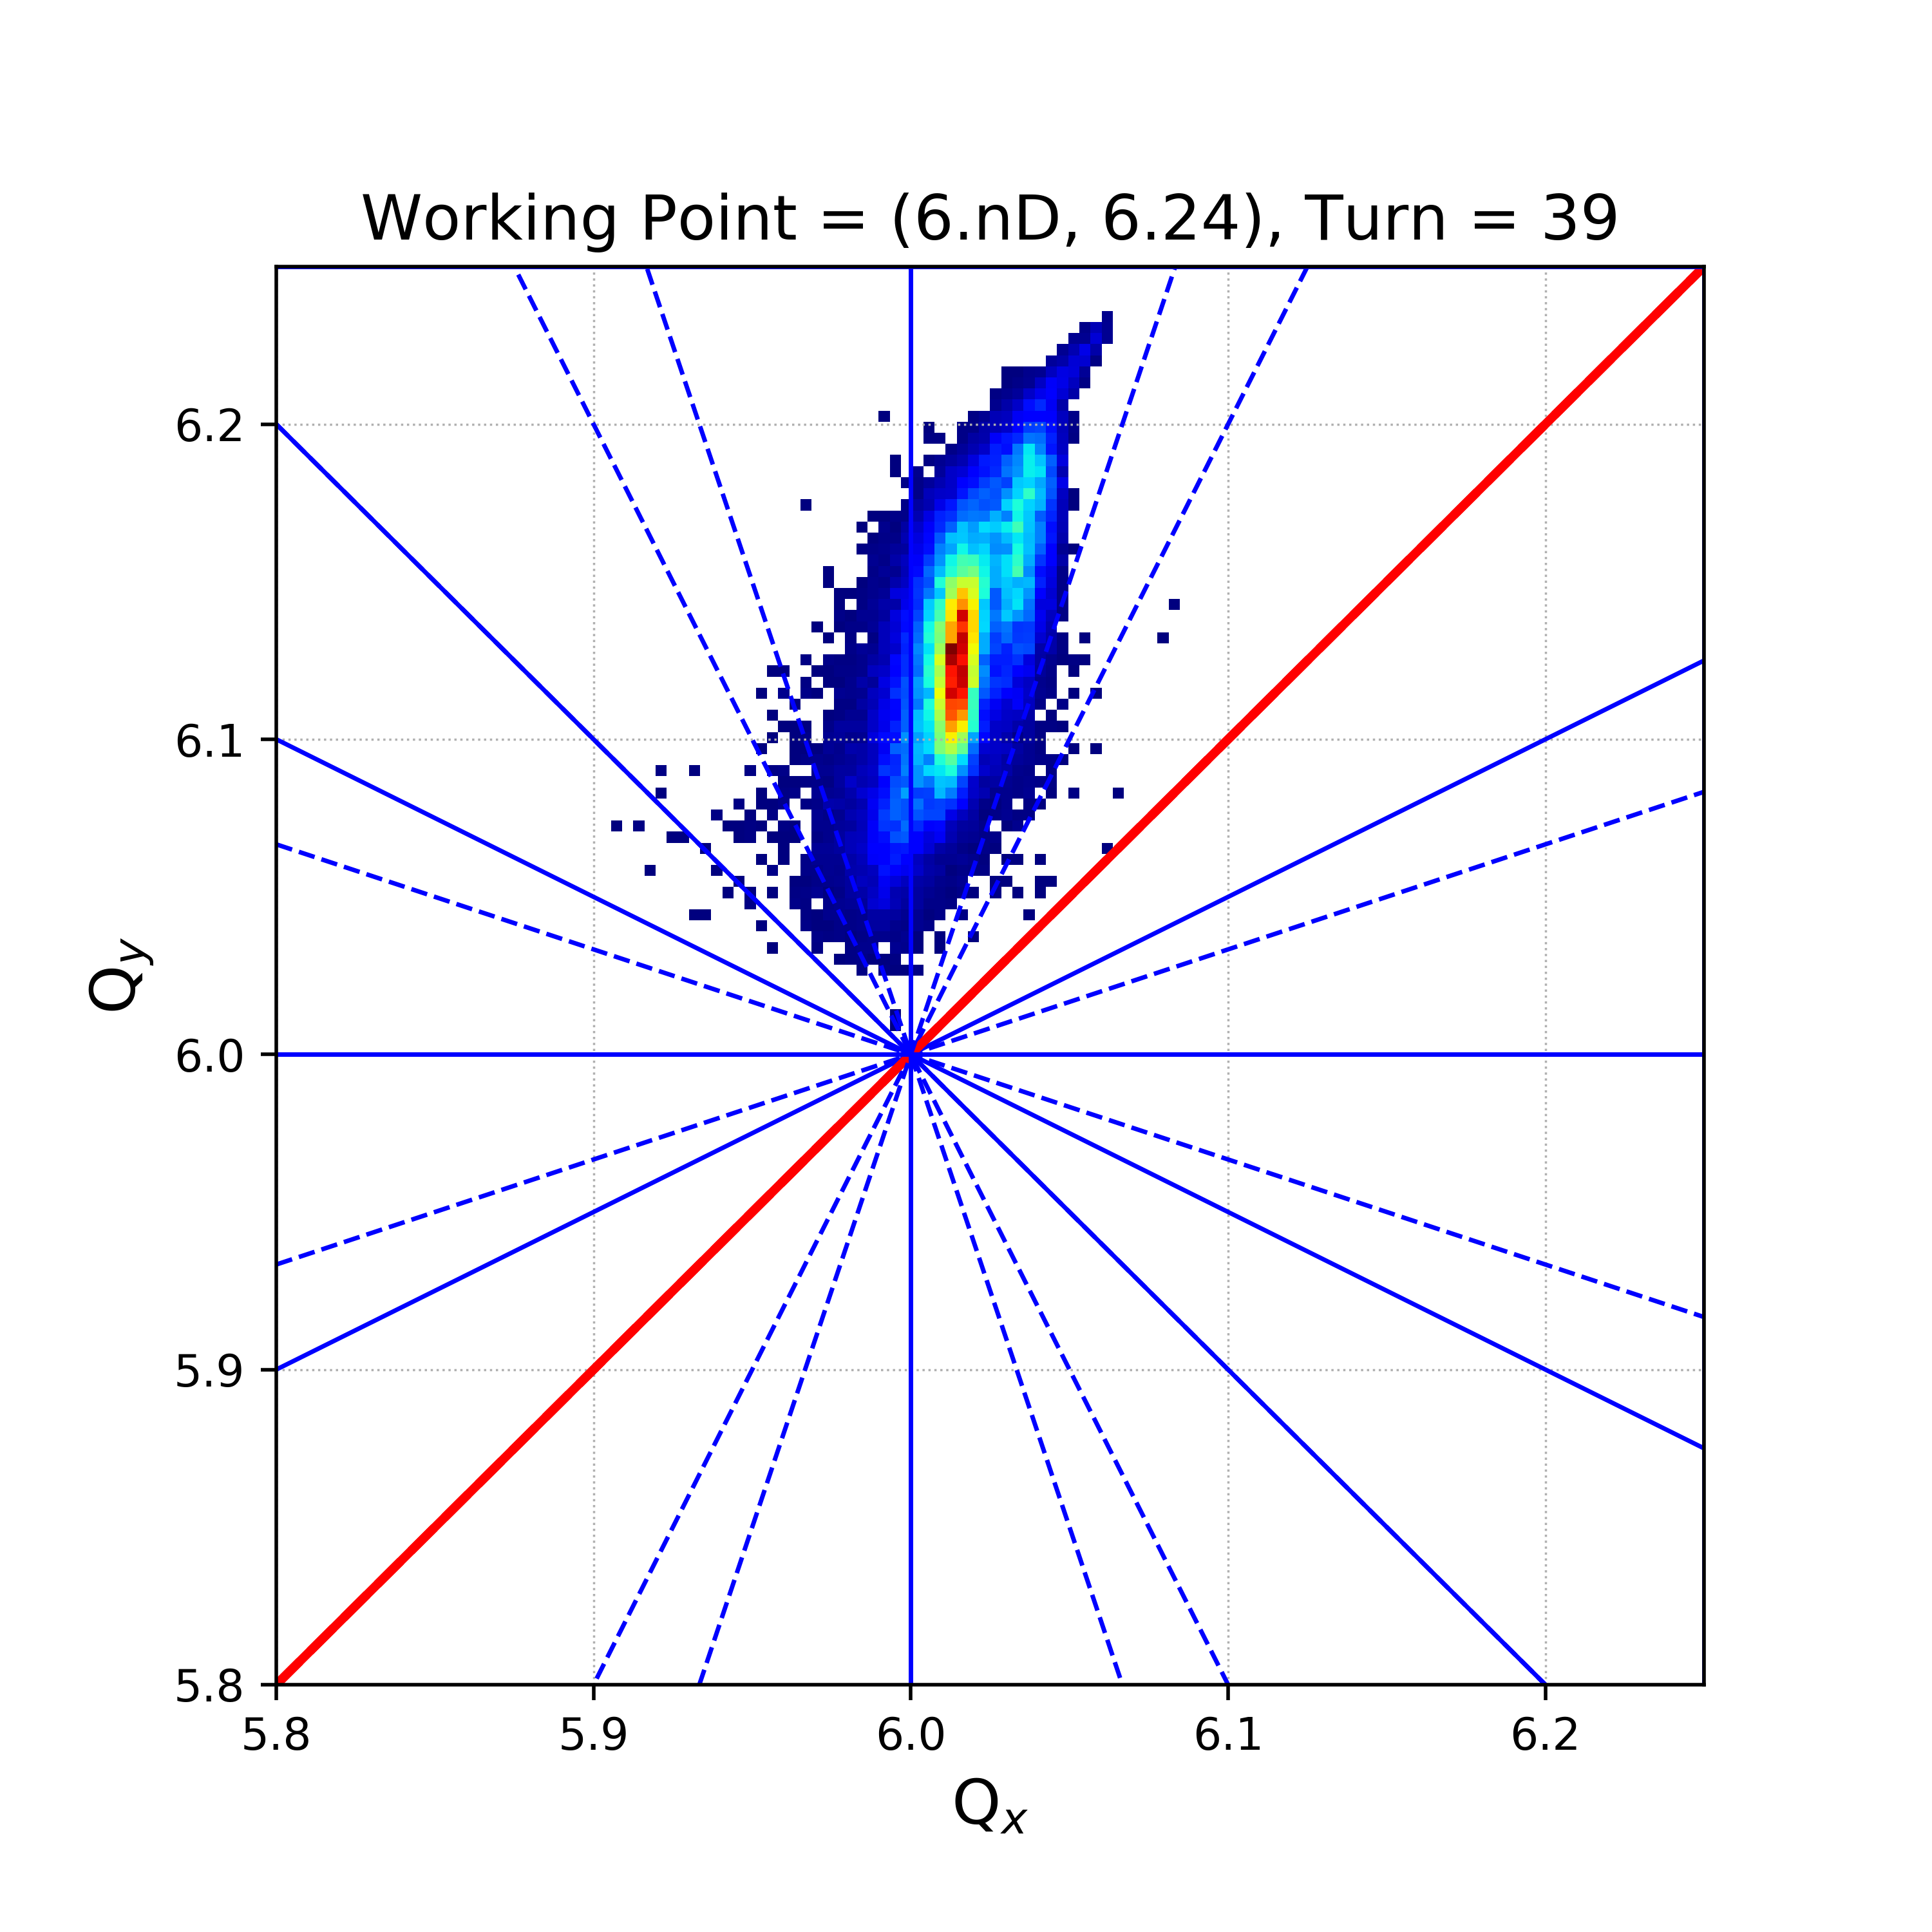 Working Point = (6.nD, 6.24), Turn = 39
6.2
6.1
6.0
5.9
5.8
Qy
5.8 5.9 6.0 6.1 6.2
Qx